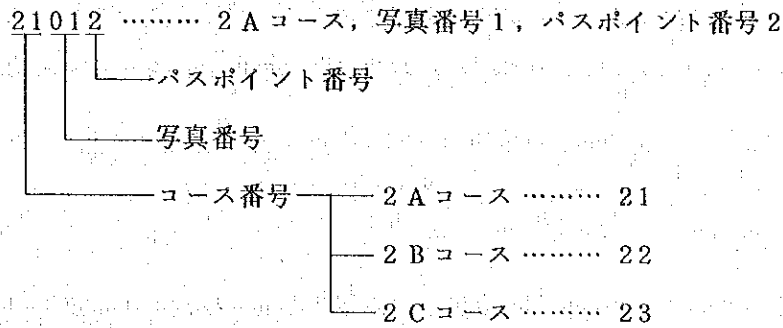 21012 ……… 2Aコース，写真番号1，パスポイント番号2
パスポイント番号
写真番号
コース番号 2Aコース ……… 21
2Bコース ……… 22
2Cコース ……… 23